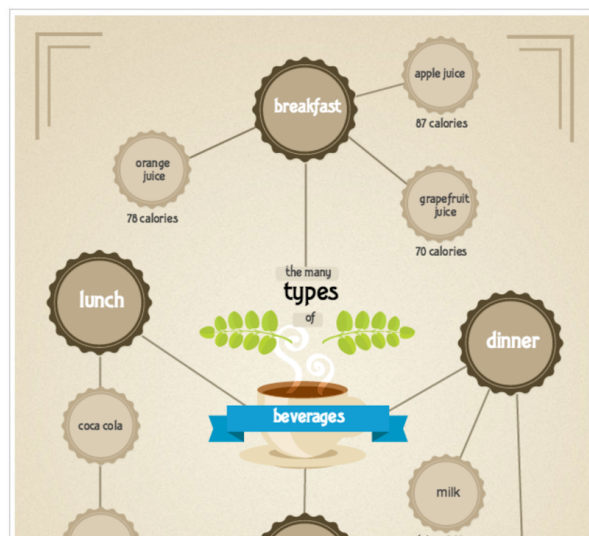 breakfast
apple juice
87 calories
orange
juice
78 calories
grapefruit
juice
70 calories
the many
types
of
beverages
lunch
coca cola
dinner
milk